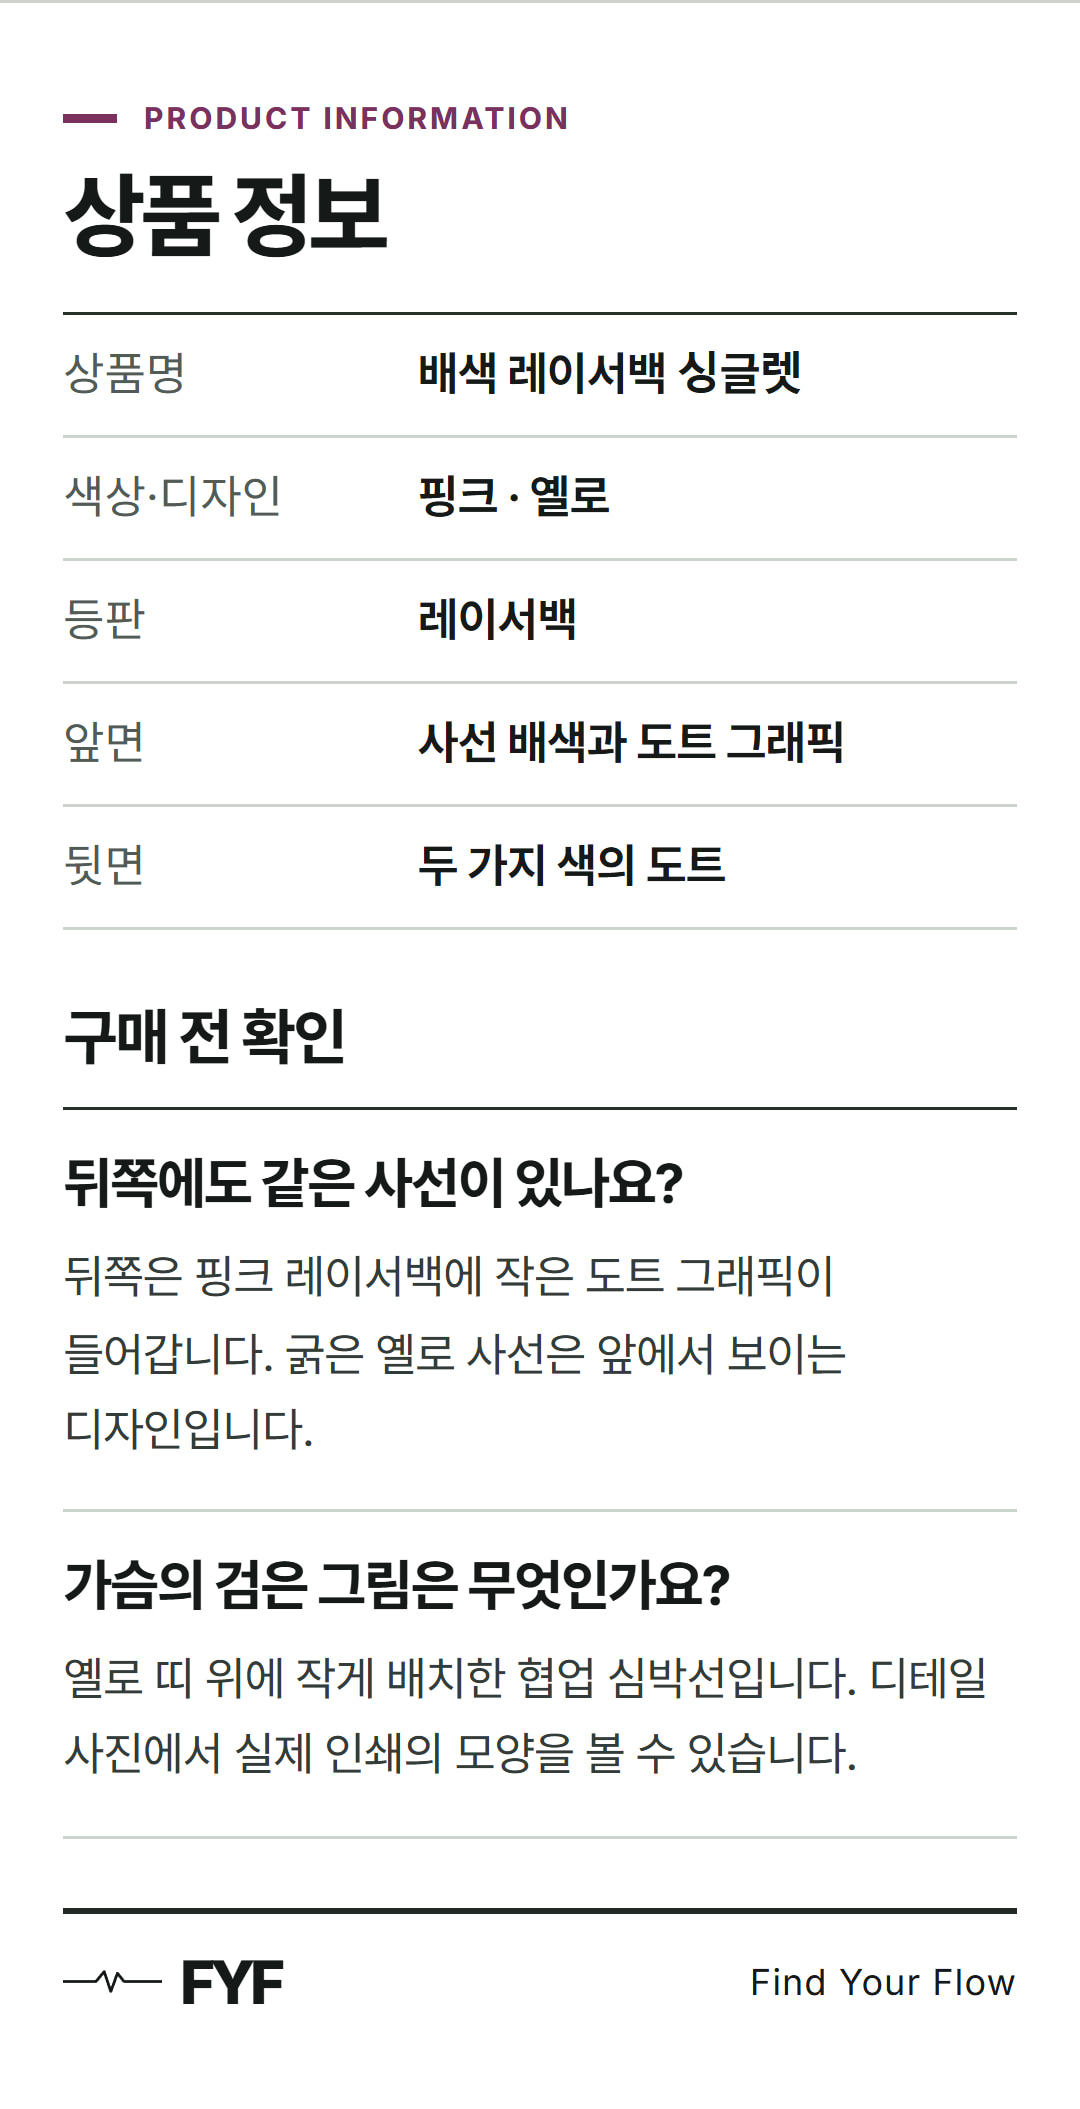 PRODUCT INFORMATION
상품 정보
상품명 배색 레이서백 싱글렛
색상·디자인 핑크 · 옐로
등판 레이서백
앞면 사선 배색과 도트 그래픽
뒷면 두 가지 색의 도트
구매 전 확인
뒤쪽에도 같은 사선이 있나요?
뒤쪽은 핑크 레이서백에 작은 도트 그래픽이
들어갑니다. 굵은 옐로 사선은 앞에서 보이는
디자인입니다.
가슴의 검은 그림은 무엇인가요?
옐로 띠 위에 작게 배치한 협업 심박선입니다. 디테일
사진에서 실제 인쇄의 모양을 볼 수 있습니다.
FYF Find Your Flow